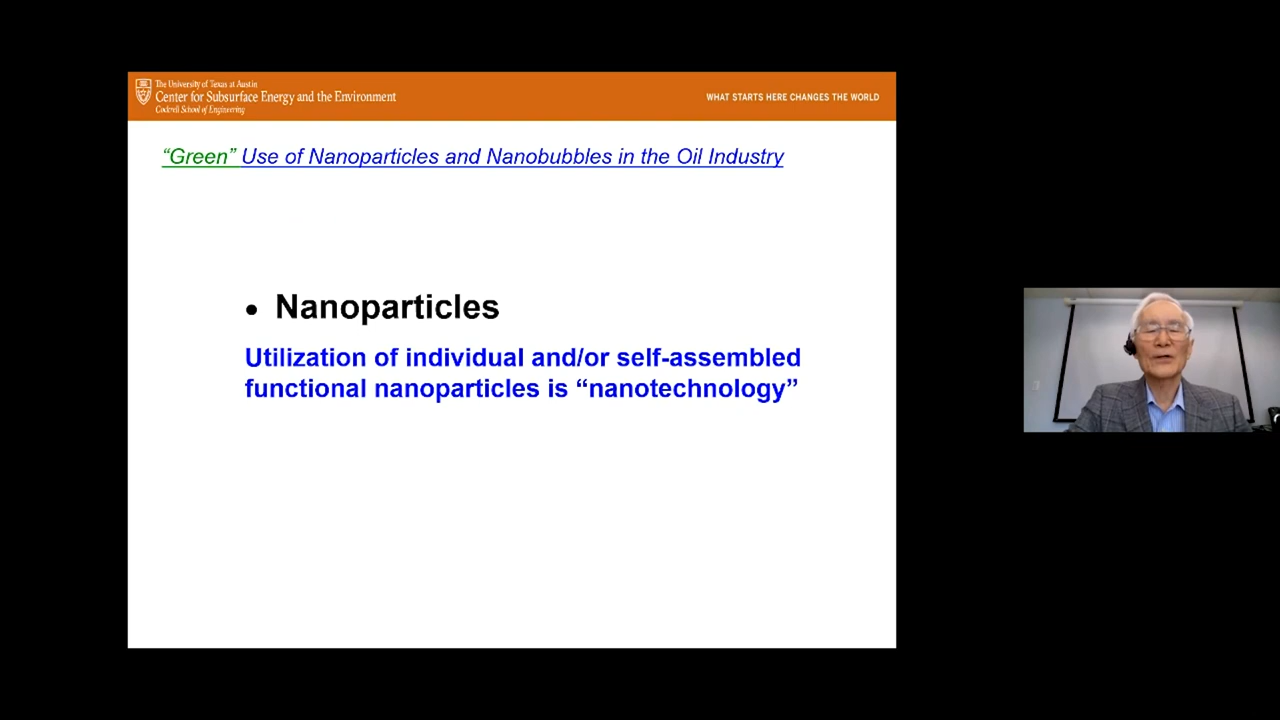 The University of Texas at Austin
Center for Subsurface Energy and the Environment
Cockrell School of Engineering
WHAT STARTS HERE CHANGES THE WORLD
“Green” Use of Nanoparticles and Nanobubbles in the Oil Industry
• Nanoparticles
Utilization of individual and/or self-assembled
functional nanoparticles is “nanotechnology”